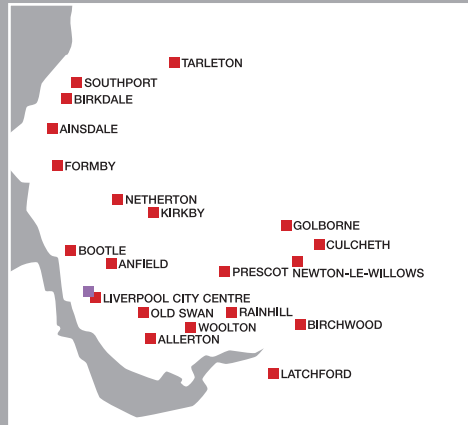 TARLETON
SOUTHPORT
BIRKDALE
AINSDALE
FORMBY
NETHERTON
KIRKBY
GOLBORNE
CULCHETH
BOOTLE
ANFIELD
PRESCOT
NEWTON-LE-WILLOWS
LIVERPOOL CITY CENTRE
OLD SWAN
RAINHILL
WOOLTON
BIRCHWOOD
ALLERTON
LATCHFORD